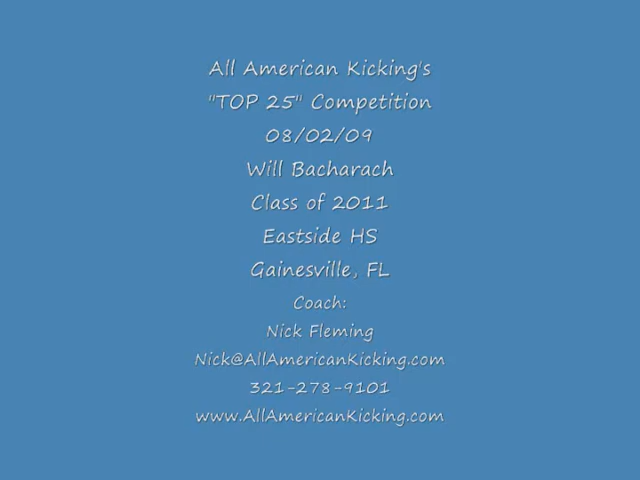 All American Kicking's
"TOP 25" Competition
08/02/09
Will Bacharach
Class of 2011
Eastside HS
Gainesville, FL
Coach:
Nick Fleming
Nick@AllAmericanKicking.com
321-278-9101
www.AllAmericanKicking.com